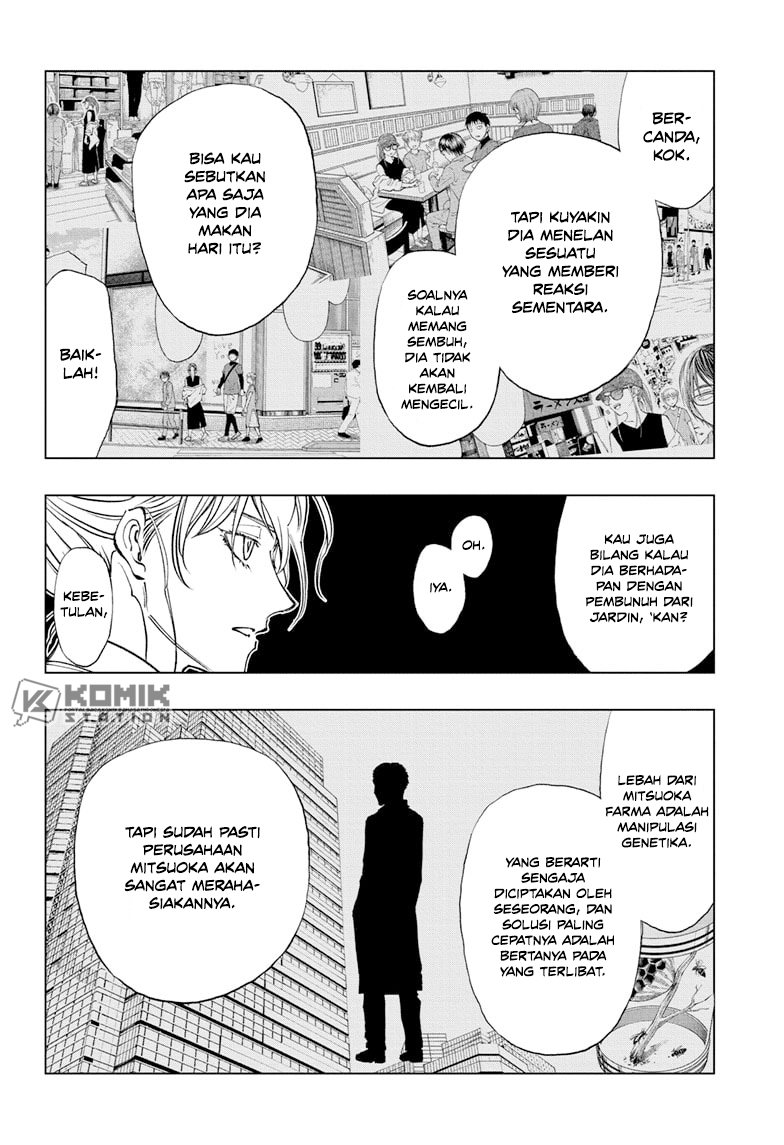 BER-
CANDA,
KOK.
TAPI KUYAKIN
DIA MENELAN
SESUATU
YANG MEMBERI
REAKSI
SEMENTARA.
SOALNYA
KALAU
MEMANG
SEMBUH,
DIA TIDAK
AKAN
KEMBALI
MENGECIL.
BISA KAU
SEBUTKAN
APA SAJA
YANG DIA
MAKAN
HARI ITU?
BAIK-
LAH!
KAU JUGA
BILANG KALAU
DIA BERHADA-
PAN DENGAN
PEMBUNUH DARI
JARDIN, 'KAN?
OH.
IYA.
KEBE-
TULAN,
KOMIK
STATION
LEBAH DARI
MITSUOKA
FARMA ADALAH
MANIPULASI
GENETIKA.
YANG BERARTI
SENGAJA
DICIPTAKAN OLEH
SESEORANG, DAN
SOLUSI PALING
CEPATNYA ADALAH
BERTANYA PADA
YANG TERLIBAT.
TAPI SUDAH PASTI
PERUSAHAAN
MITSUOKA AKAN
SANGAT MERAHA-
SIAKANNYA.